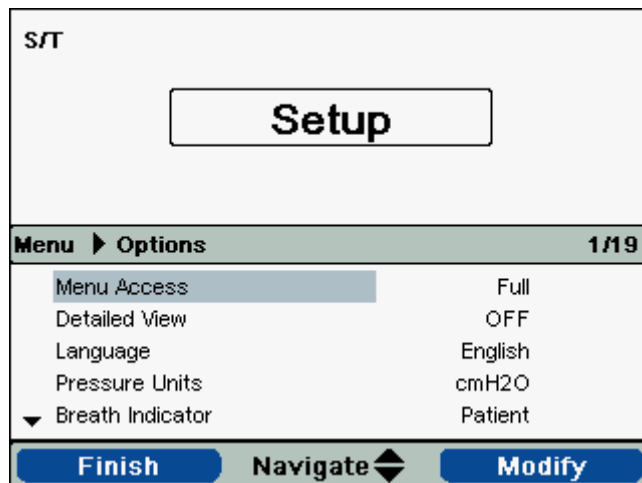 S/T
Setup
Menu Options 1/19
Menu Access Full
Detailed View OFF
Language English
Pressure Units cmH2O
Breath Indicator Patient
Finish Navigate Modify